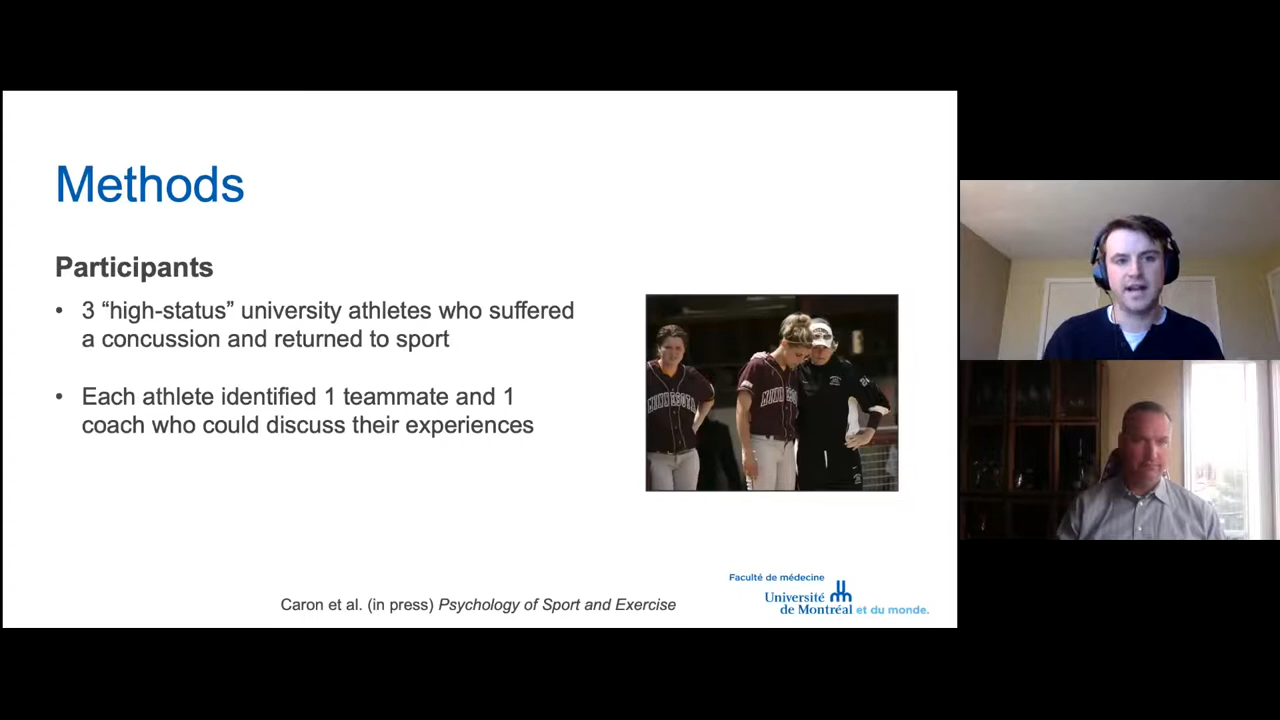 Methods
Participants
• 3 “high-status” university athletes who suffered
a concussion and returned to sport
• Each athlete identified 1 teammate and 1
coach who could discuss their experiences
MINNESOTA
MINNESOTA
Caron et al. (in press) Psychology of Sport and Exercise
Faculté de médecine
Université
de Montréal et du monde.